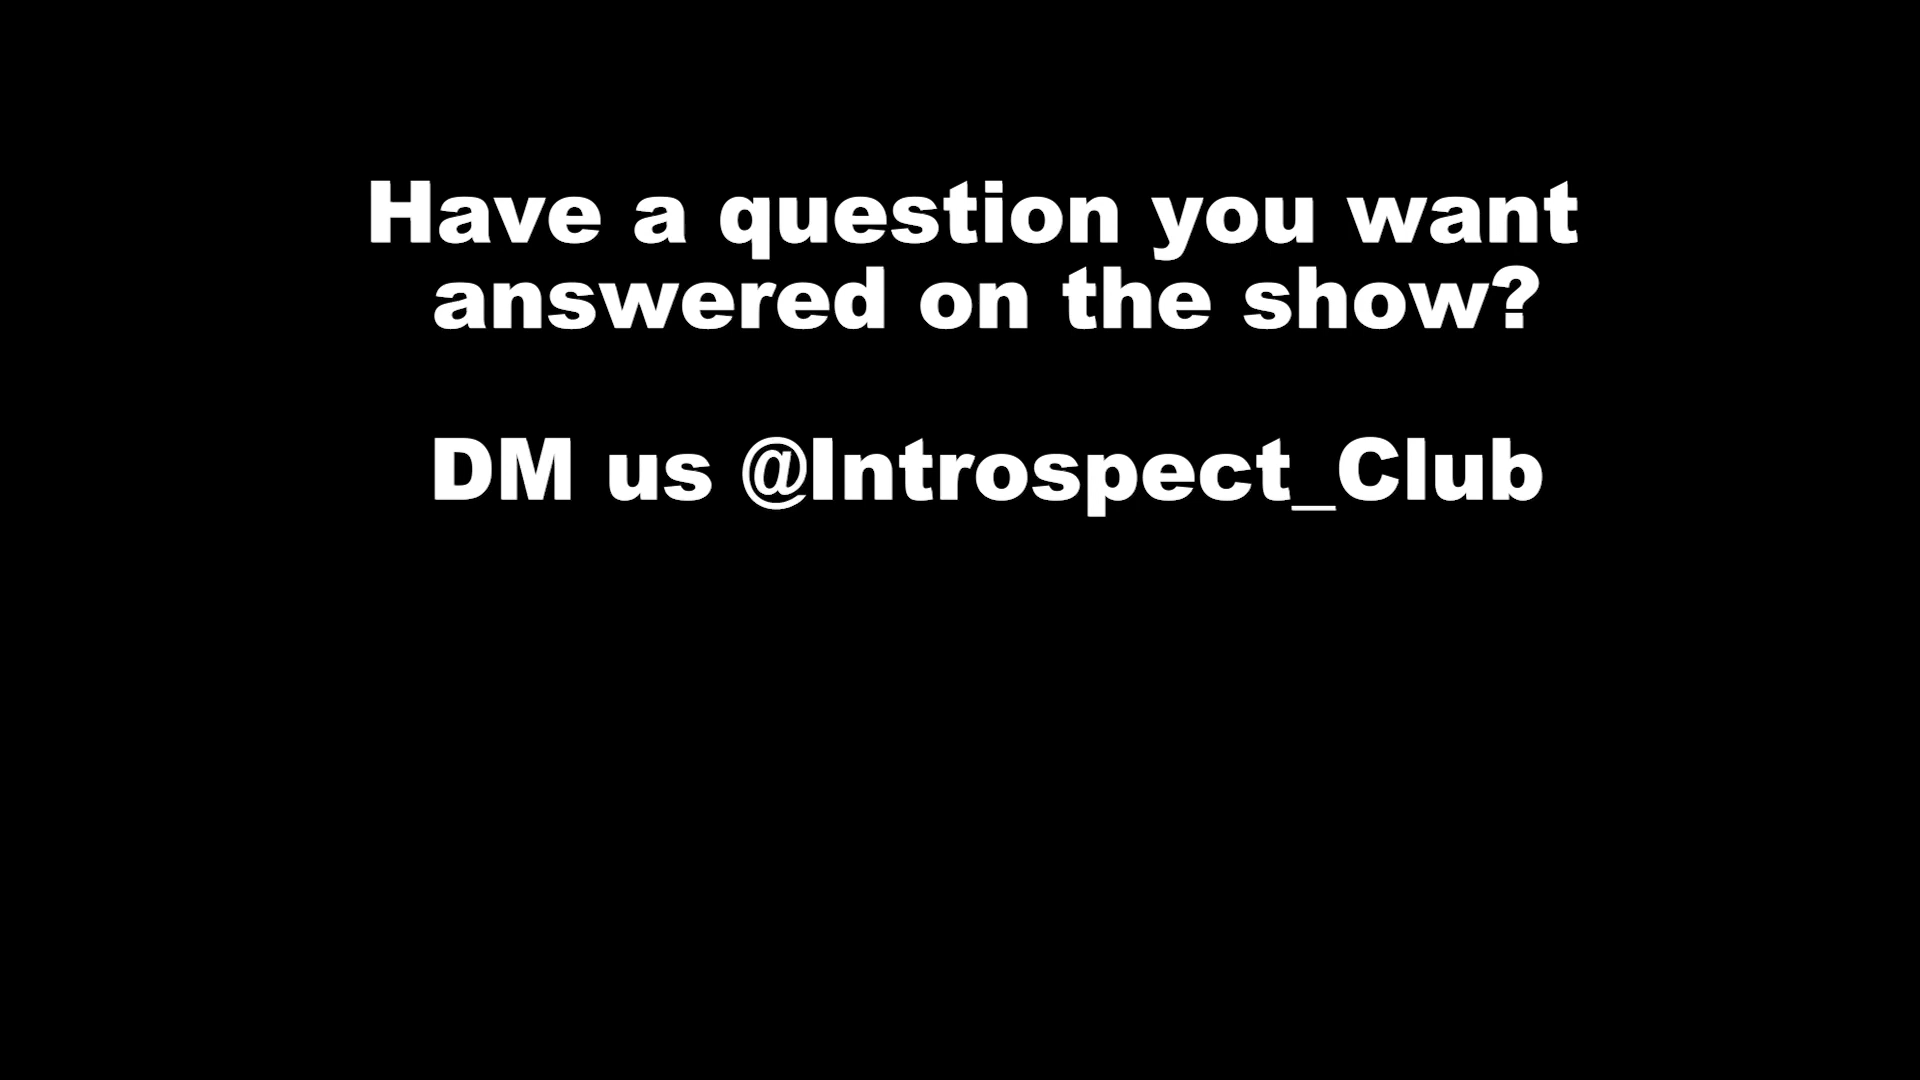 Have a question you want
answered on the show?
DM us @Introspect_Club